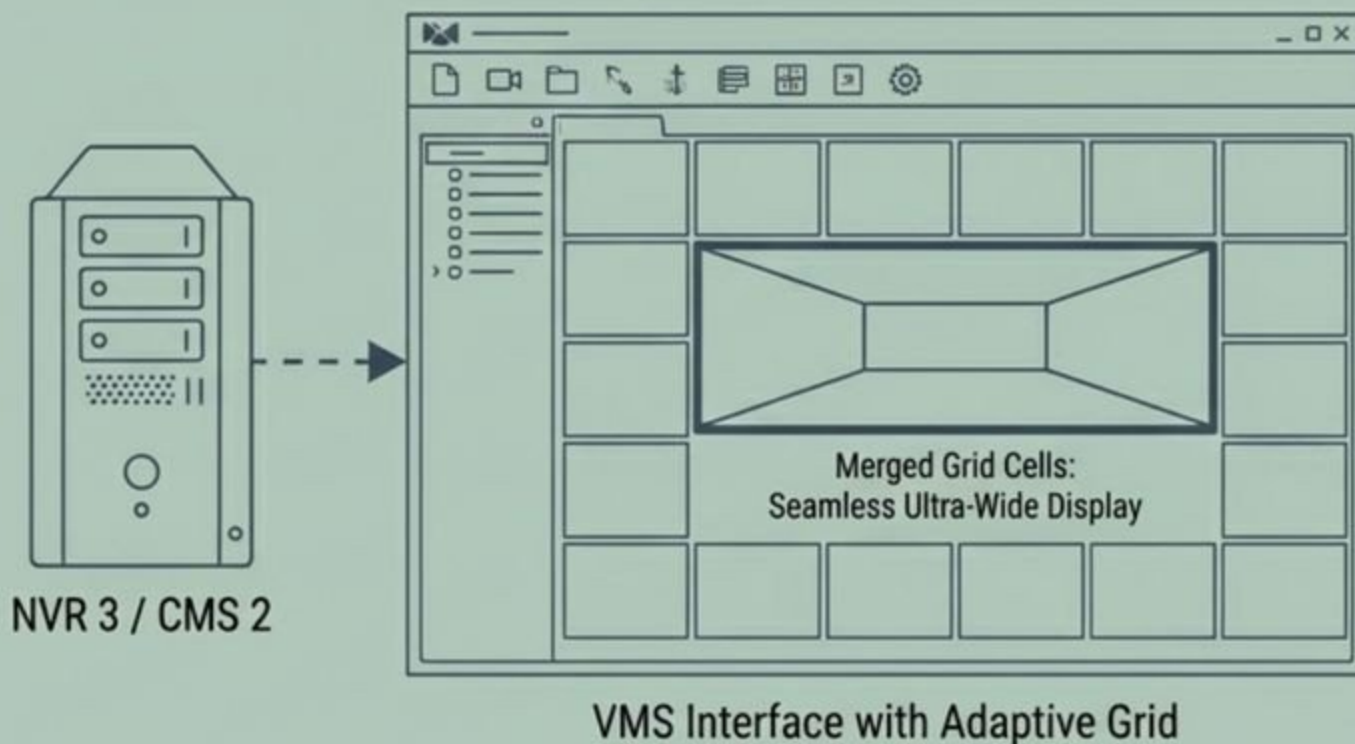 Merged Grid Cells:
Seamless Ultra-Wide Display
NVR 3 / CMS 2
VMS Interface with Adaptive Grid